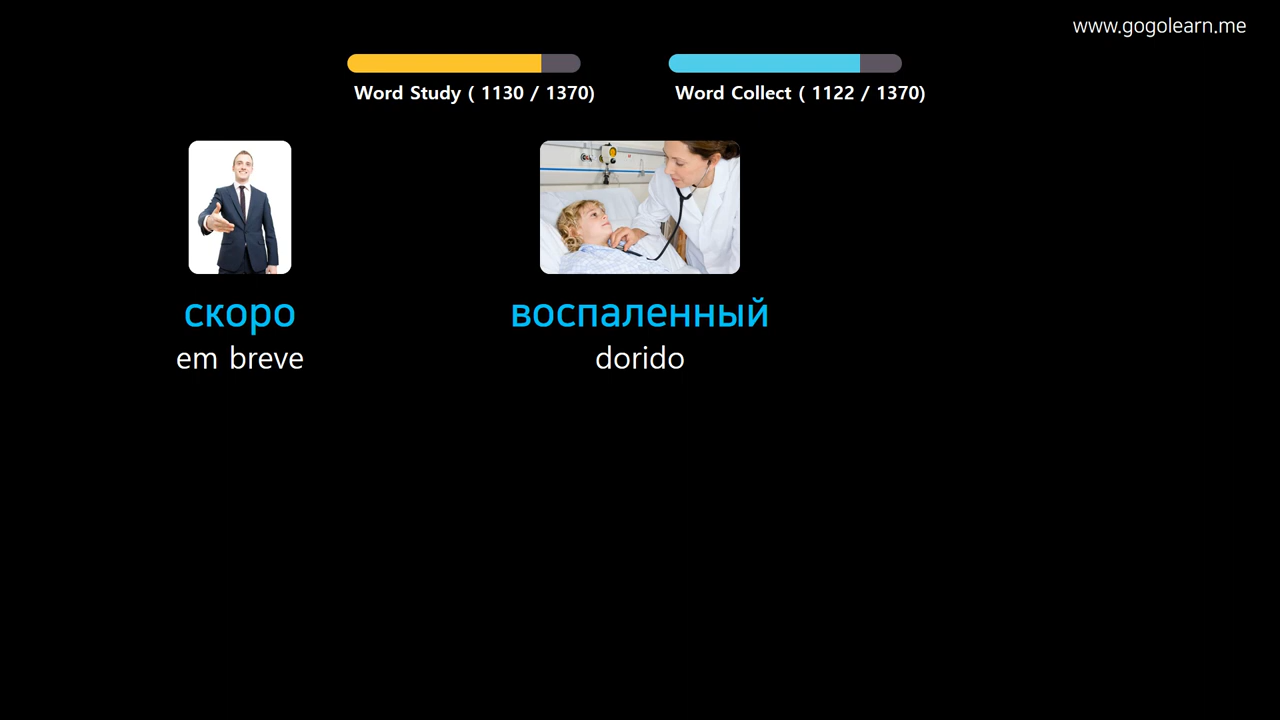 www.gogolearn.me
Word Study ( 1130 / 1370)
Word Collect ( 1122 / 1370)
скоро
em breve
воспаленный
dorido